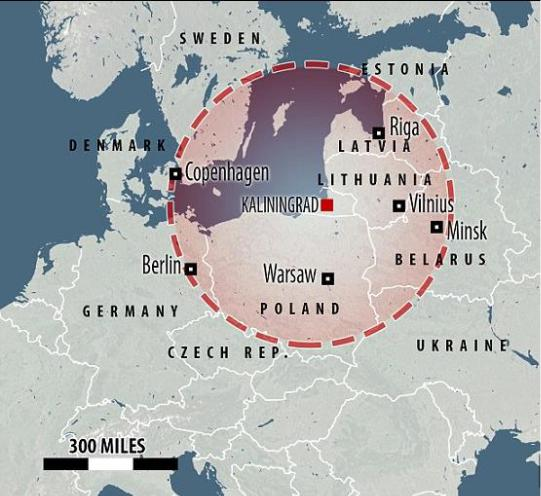 SWEDEN
ESTONIA
Riga
LATVIA
DENMARK
Copenhagen
LITHUANIA
KALININGRAD
Vilnius
Minsk
BELARUS
Berlin
Warsaw
POLAND
GERMANY
UKRAINE
CZECH REP.
300 MILES